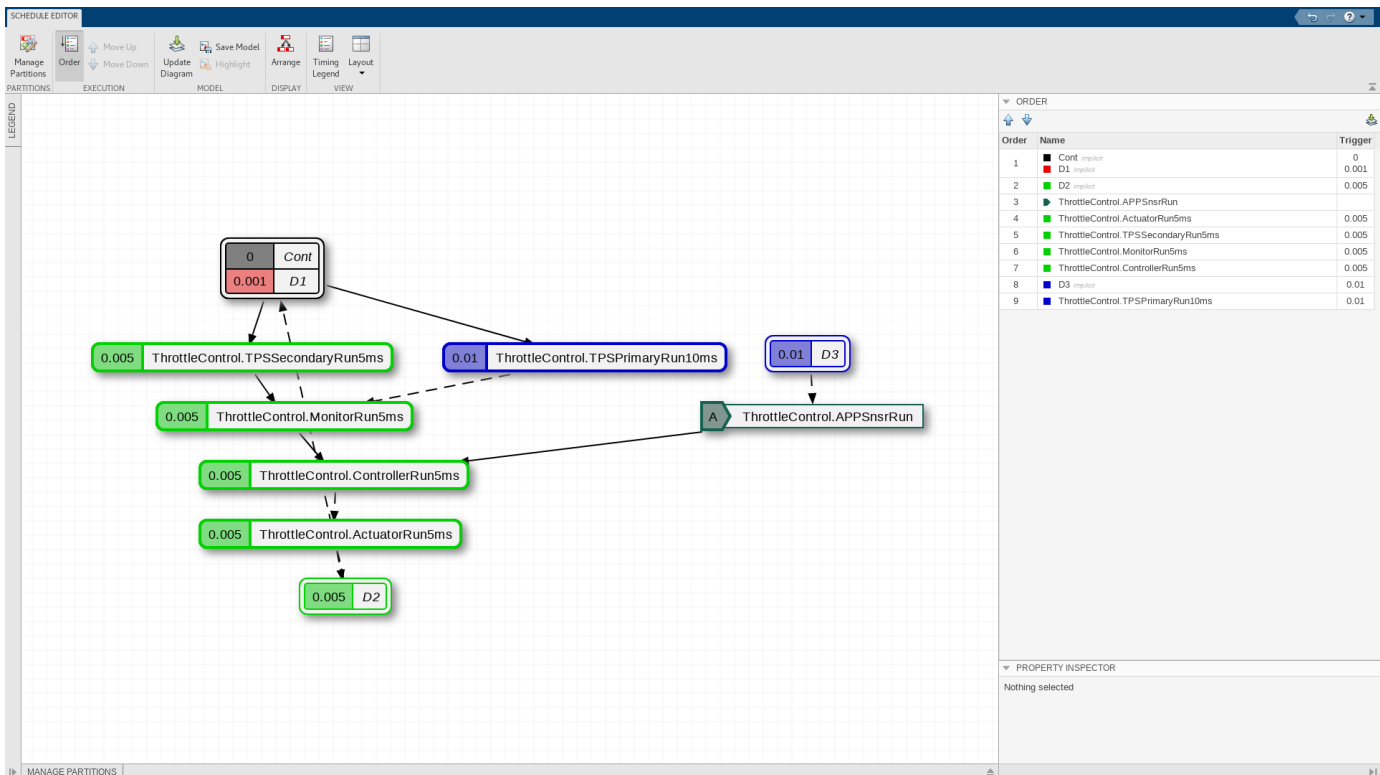 SCHEDULE EDITOR
?
Manage
Partitions
Order
Move Up
Move Down
Update
Diagram
Save Model
Highlight
Arrange
Timing
Legend
Layout
PARTITIONS
EXECUTION
MODEL
DISPLAY
VIEW
LEGEND
0 Cont
0.001 D1
0.005 ThrottleControl.TPSSecondaryRun5ms
0.01 ThrottleControl.TPSPrimaryRun10ms
0.01 D3
0.005 ThrottleControl.MonitorRun5ms
A ThrottleControl.APPSnsrRun
0.005 ThrottleControl.ControllerRun5ms
0.005 ThrottleControl.ActuatorRun5ms
0.005 D2
ORDER
Order Name Trigger
1 Cont implicit 0
D1 implicit 0.001
2 D2 implicit 0.005
3 ThrottleControl.APPSnsrRun
4 ThrottleControl.ActuatorRun5ms 0.005
5 ThrottleControl.TPSSecondaryRun5ms 0.005
6 ThrottleControl.MonitorRun5ms 0.005
7 ThrottleControl.ControllerRun5ms 0.005
8 D3 implicit 0.01
9 ThrottleControl.TPSPrimaryRun10ms 0.01
PROPERTY INSPECTOR
Nothing selected
MANAGE PARTITIONS